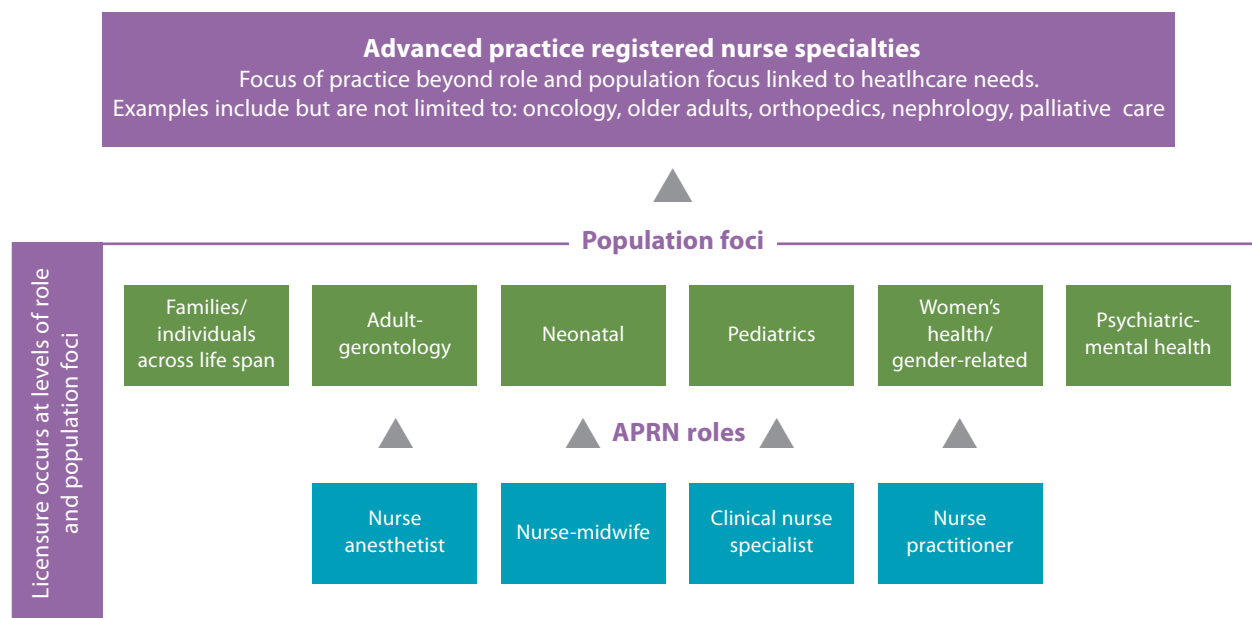 Advanced practice registered nurse specialties
Focus of practice beyond role and population focus linked to heatlhcare needs.
Examples include but are not limited to: oncology, older adults, orthopedics, nephrology, palliative care
Population foci
Licensure occurs at levels of role
and population foci
Families/
individuals
across life span
Adult-
gerontology
Neonatal
Pediatrics
Women's
health/
gender-related
Psychiatric-
mental health
APRN roles
Nurse
anesthetist
Nurse-midwife
Clinical nurse
specialist
Nurse
practitioner